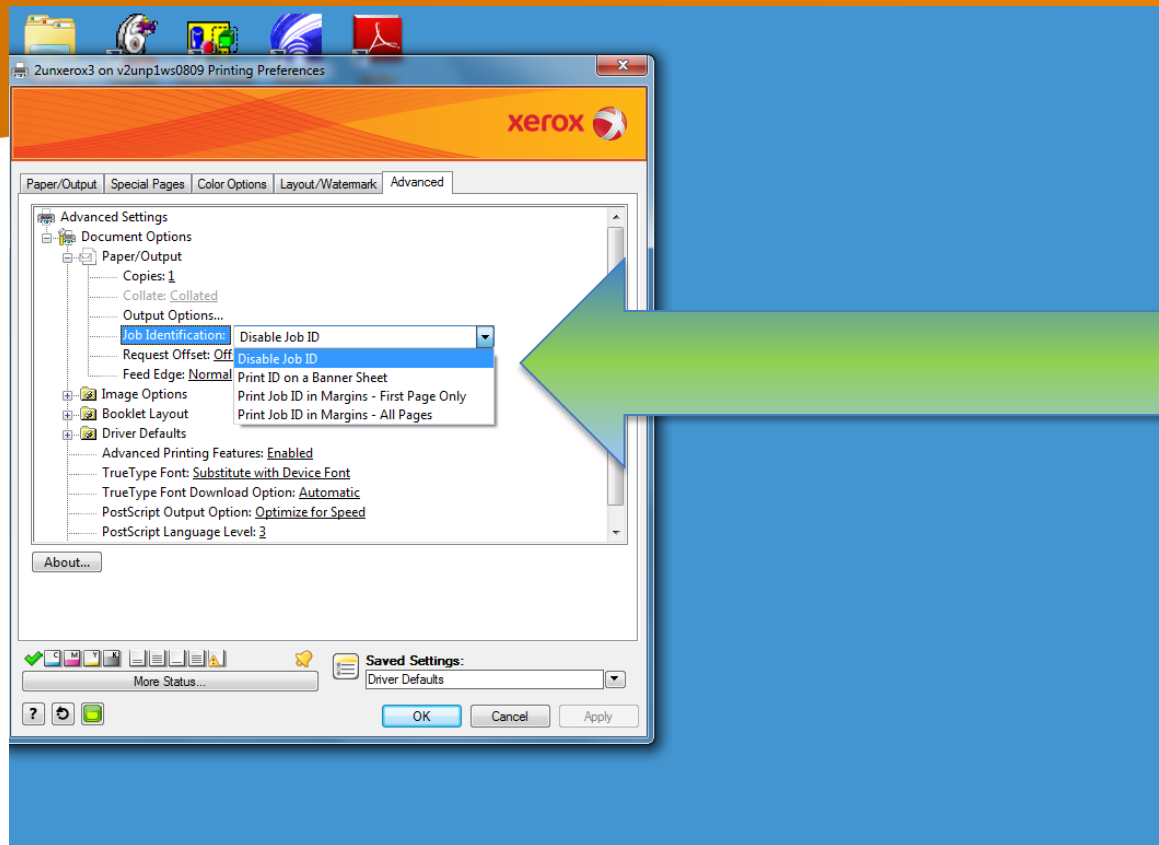 2unxerox3 on v2unp1ws0809 Printing Preferences
xerox
Paper/Output Special Pages Color Options Layout/Watermark Advanced
Advanced Settings
Document Options
Paper/Output
Copies: 1
Collate: Collated
Output Options...
Job Identification: Disable Job ID
Request Offset: Off
Disable Job ID
Feed Edge: Normal
Print ID on a Banner Sheet
Image Options
Print Job ID in Margins - First Page Only
Booklet Layout
Print Job ID in Margins - All Pages
Driver Defaults
Advanced Printing Features: Enabled
TrueType Font: Substitute with Device Font
TrueType Font Download Option: Automatic
PostScript Output Option: Optimize for Speed
PostScript Language Level: 3
About...
C M Y K
Saved Settings:
More Status...
Driver Defaults
?
OK Cancel Apply